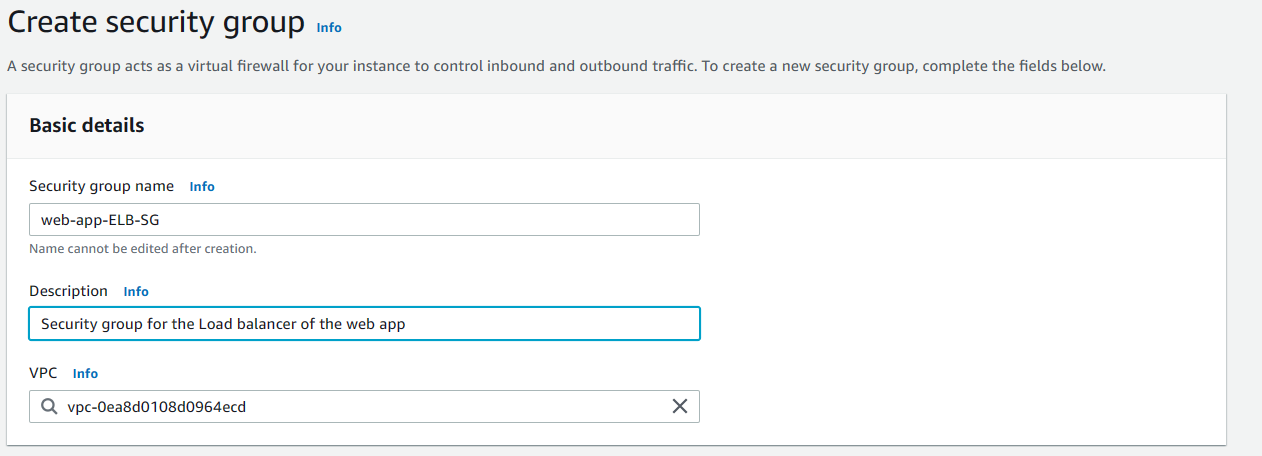 Create security group Info
A security group acts as a virtual firewall for your instance to control inbound and outbound traffic. To create a new security group, complete the fields below.
Basic details
Security group name Info
web-app-ELB-SG
Name cannot be edited after creation.
Description Info
Security group for the Load balancer of the web app
VPC Info
vpc-0ea8d0108d0964ecd